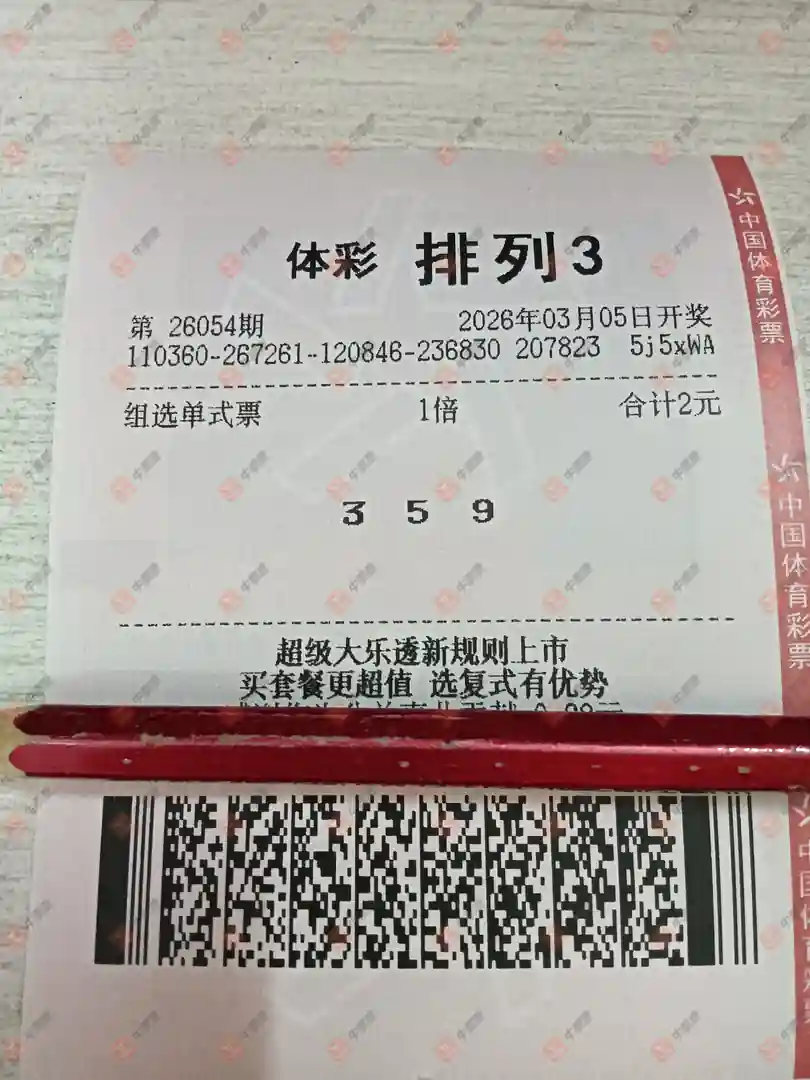 体彩 排列3
第 26054期 2026年03月05日开奖
110360-267261-120846-236830 207823 5j5xWA
组选单式票 1倍 合计2元
3 5 9
超级大乐透新规则上市
买套餐更超值 选复式有优势
中国体育彩票
中国体育彩票